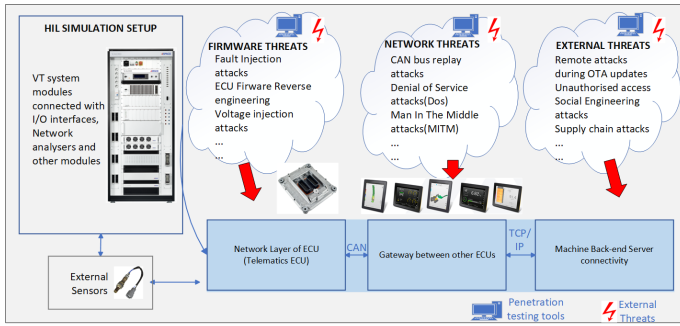 HIL SIMULATION SETUP
VT system
modules
connected with
I/O interfaces,
Network
analysers and
other modules
FIRMWARE THREATS
Fault Injection
attacks
ECU Firware Reverse
engineering
Voltage injection
attacks
...
...
NETWORK THREATS
CAN bus replay
attacks
Denial of Service
attacks(Dos)
Man In The Middle
attacks(MITM)
...
...
EXTERNAL THREATS
Remote attacks
during OTA updates
Unauthorised access
Social Engineering
attacks
Supply chain attacks
...
...
External
Sensors
Network Layer of ECU
(Telematics ECU)
CAN
Gateway between other ECUs
TCP/
IP
Machine Back-end Server
connectivity
Penetration
testing tools
External
Threats